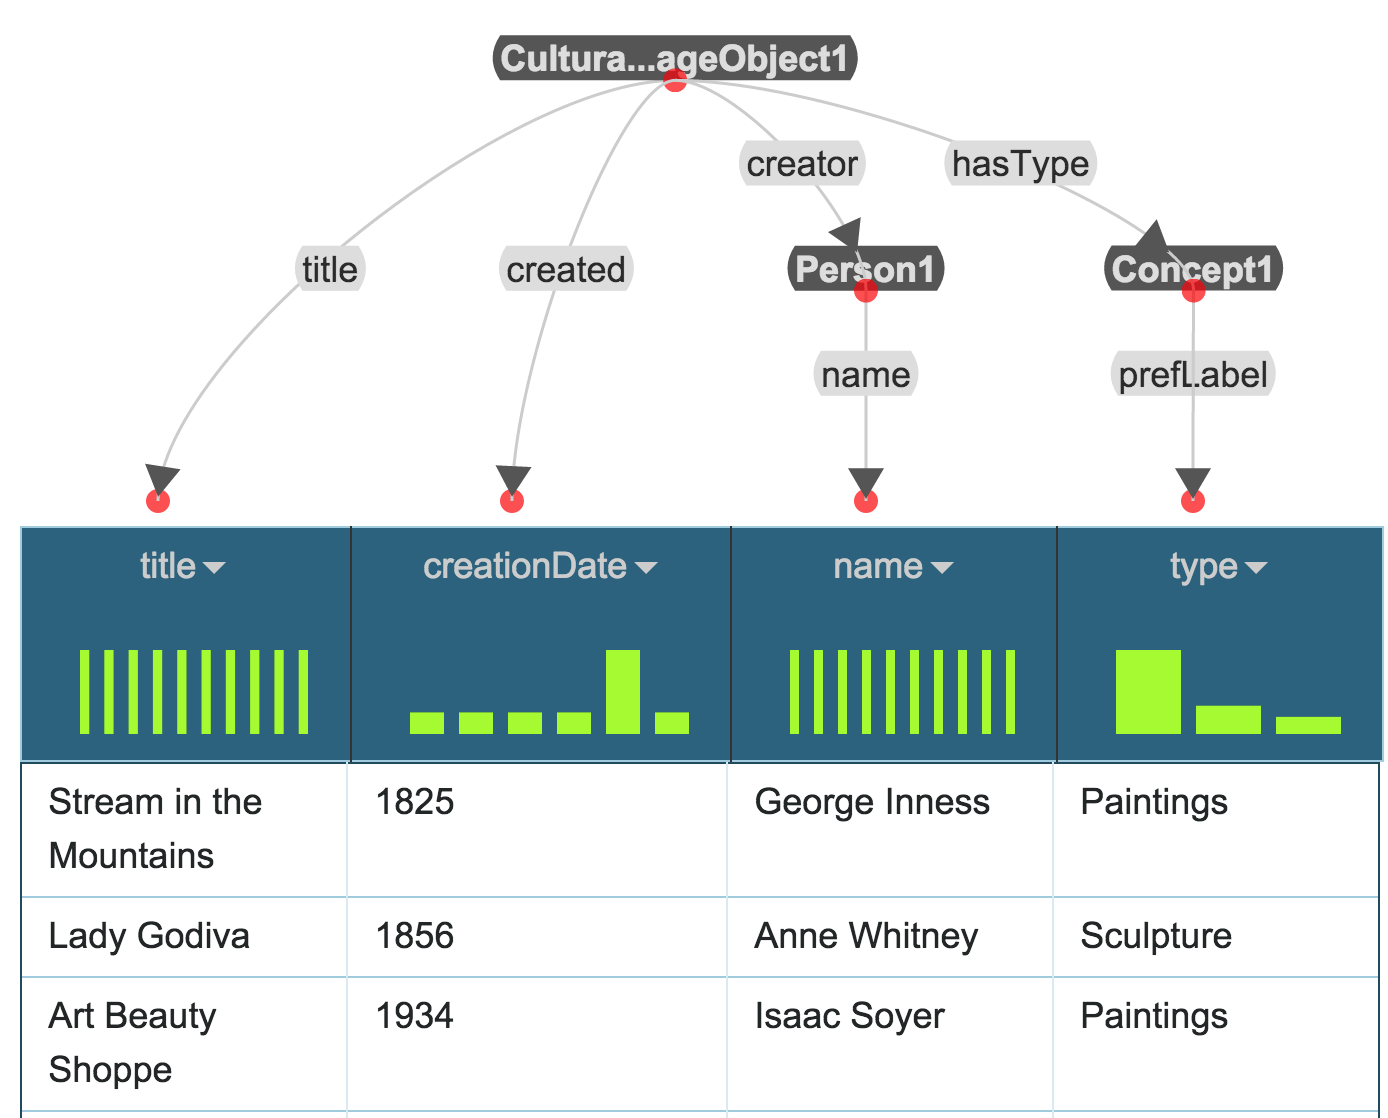 Cultura...ageObject1
creator
hasType
title
created
Person1
Concept1
name
prefLabel
title
creationDate
name
type
Stream in the
Mountains
1825
George Inness
Paintings
Lady Godiva
1856
Anne Whitney
Sculpture
Art Beauty
Shoppe
1934
Isaac Soyer
Paintings